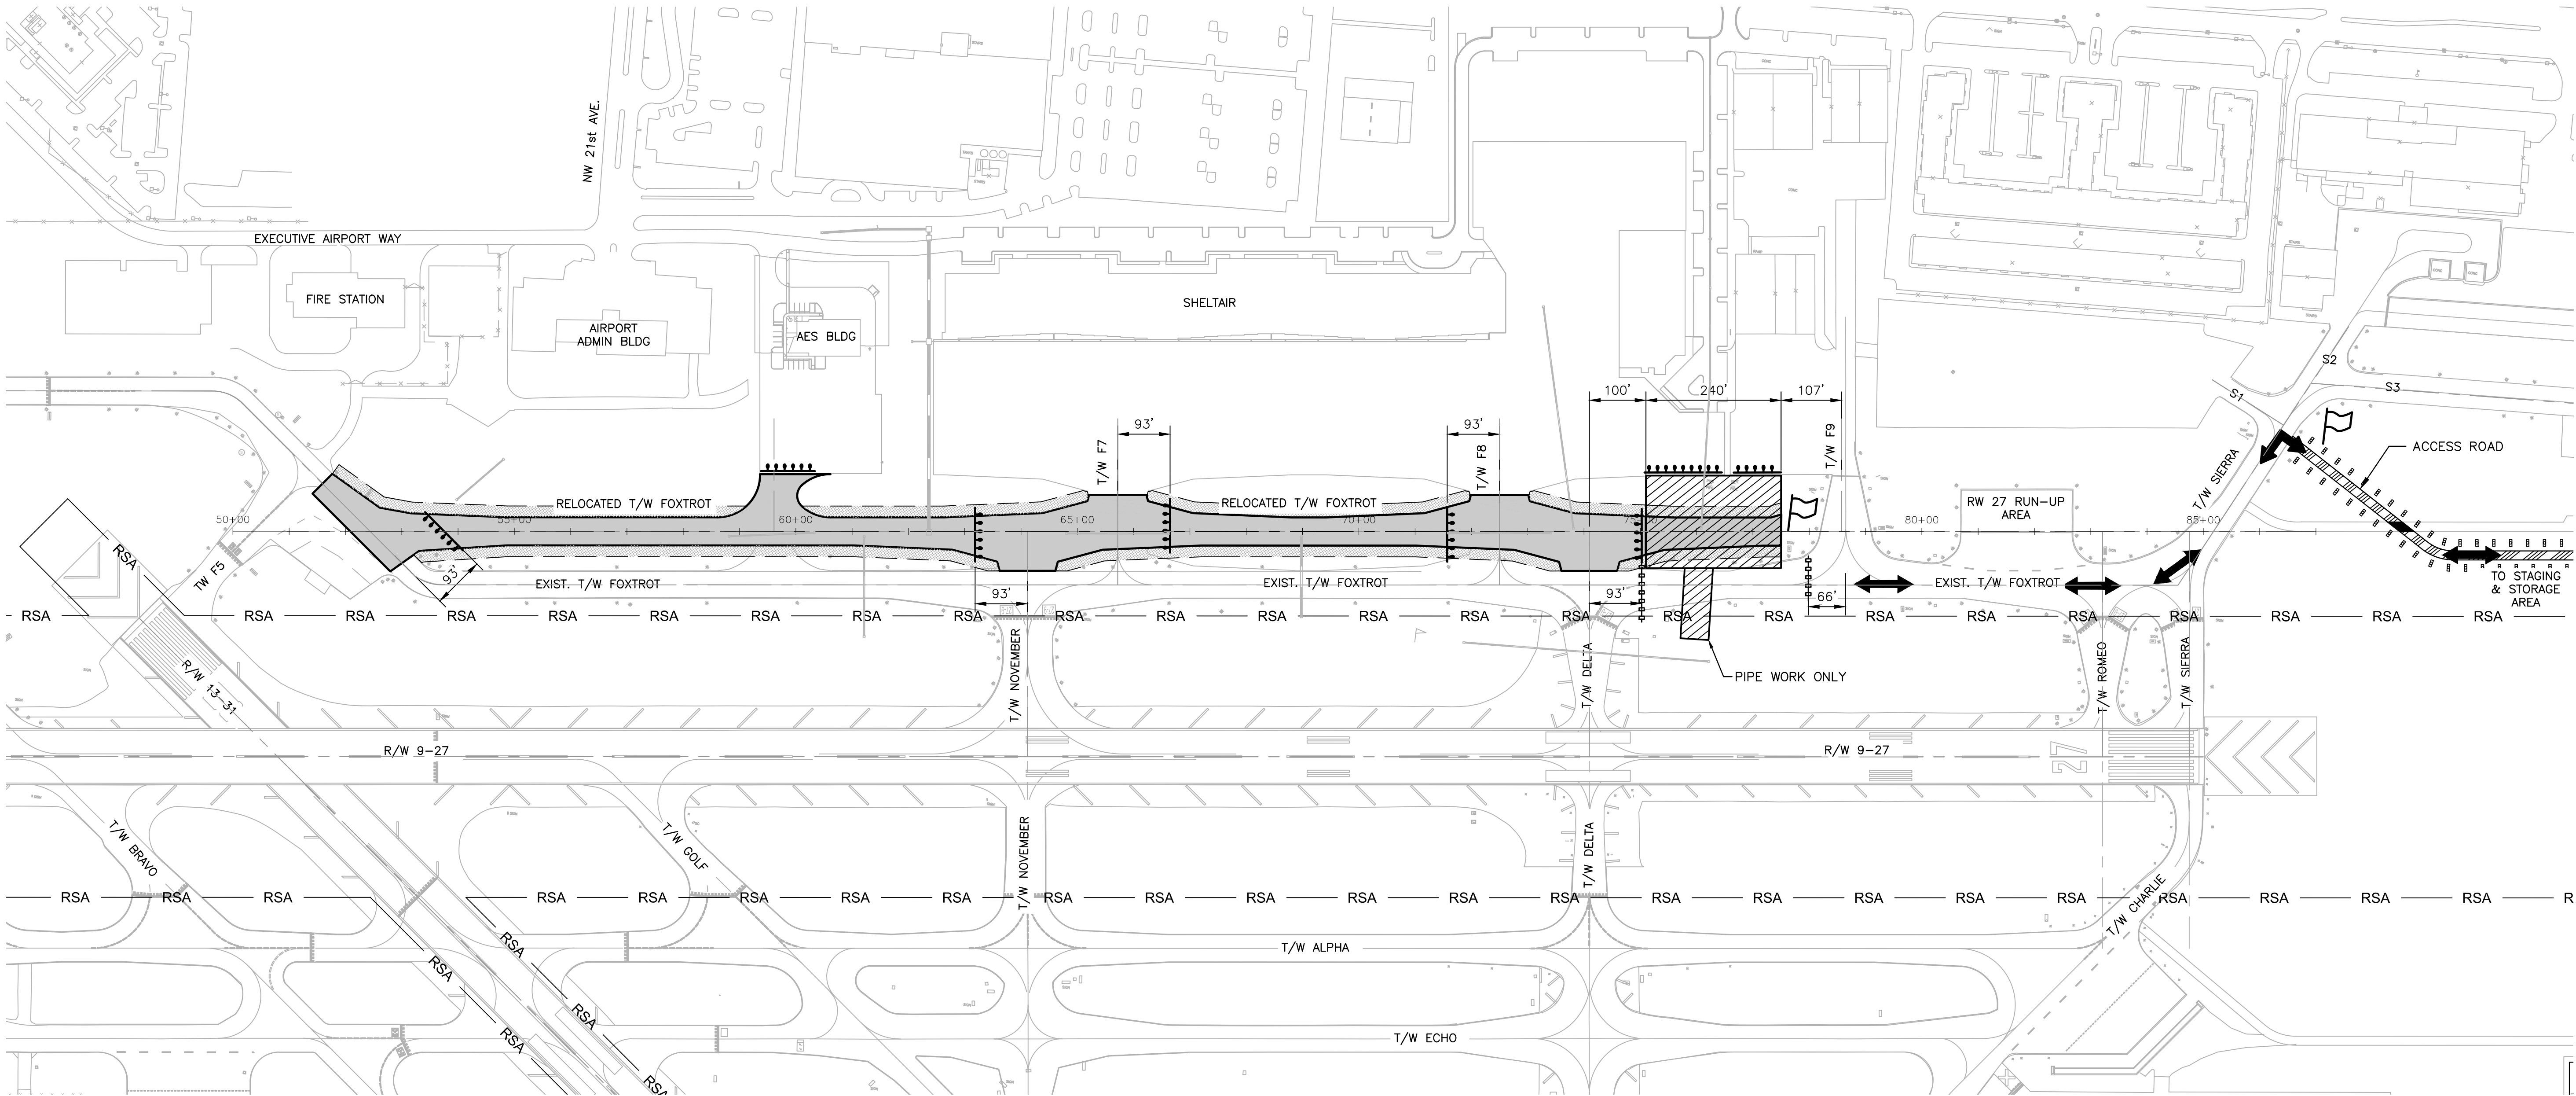 NW 21st AVE.
EXECUTIVE AIRPORT WAY
FIRE STATION
AIRPORT
ADMIN BLDG
AES BLDG
SHELTAIR
S2
S3
S1
100'
240'
107'
93'
93'
T/W F7
T/W F8
T/W F9
T/W SIERRA
ACCESS ROAD
RELOCATED T/W FOXTROT
RELOCATED T/W FOXTROT
RW 27 RUN-UP
AREA
50+00
55+00
60+00
65+00
70+00
80+00
85+00
RSA
TW F5
93'
EXIST. T/W FOXTROT
EXIST. T/W FOXTROT
EXIST. T/W FOXTROT
TO STAGING
& STORAGE
AREA
93'
93'
66'
RSA RSA RSA RSA RSA RSA RSA RSA RSA RSA RSA RSA RSA RSA RSA RSA RSA RSA RSA RSA RSA RSA RSA RSA
R/W 13-31
T/W NOVEMBER
T/W DELTA
PIPE WORK ONLY
T/W ROMEO
T/W SIERRA
R/W 9-27
R/W 9-27
27
T/W BRAVO
T/W GOLF
T/W NOVEMBER
T/W DELTA
T/W CHARLIE
RSA RSA RSA RSA RSA RSA RSA RSA RSA RSA RSA RSA RSA RSA RSA RSA RSA RSA RSA RSA RSA RSA RSA RSA
RSA
RSA
T/W ALPHA
RSA
RSA
T/W ECHO
RSA